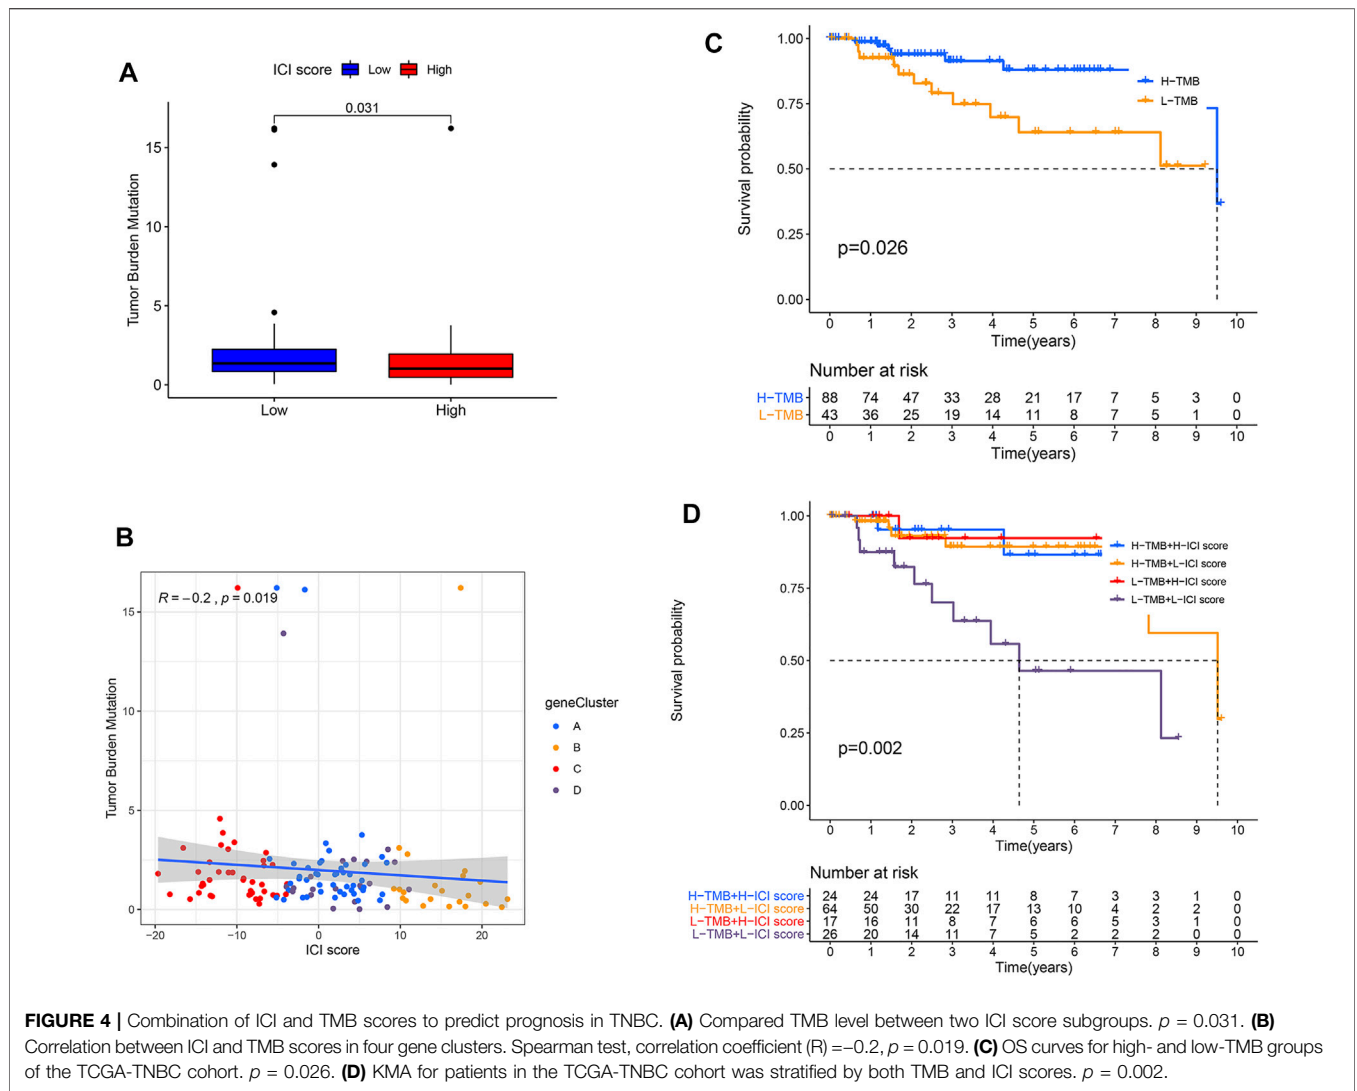 A
ICI score Low High
0.031
Tumor Burden Mutation
15
10
5
0
Low High
B
R = −0.2 , p = 0.019
Tumor Burden Mutation
15
10
5
0
−20 −10 0 10 20
ICI score
geneCluster
A
B
C
D
C
Survival probability
1.00
0.75
0.50
0.25
0.00
H−TMB
L−TMB
p=0.026
0 1 2 3 4 5 6 7 8 9 10
Time(years)
Number at risk
H−TMB 88 74 47 33 28 21 17 7 5 3 0
L−TMB 43 36 25 19 14 11 8 7 5 1 0
0 1 2 3 4 5 6 7 8 9 10
Time(years)
D
Survival probability
1.00
0.75
0.50
0.25
0.00
H−TMB+H−ICI score
H−TMB+L−ICI score
L−TMB+H−ICI score
L−TMB+L−ICI score
p=0.002
0 1 2 3 4 5 6 7 8 9 10
Time(years)
Number at risk
H−TMB+H−ICI score 24 24 17 11 11 8 7 3 3 1 0
H−TMB+L−ICI score 64 50 30 22 17 13 10 4 2 2 0
L−TMB+H−ICI score 17 16 11 8 7 6 6 5 3 1 0
L−TMB+L−ICI score 26 20 14 11 7 5 2 2 2 0 0
0 1 2 3 4 5 6 7 8 9 10
Time(years)
FIGURE 4 | Combination of ICI and TMB scores to predict prognosis in TNBC. (A) Compared TMB level between two ICI score subgroups. p = 0.031. (B)
Correlation between ICI and TMB scores in four gene clusters. Spearman test, correlation coefficient (R) =−0.2, p = 0.019. (C) OS curves for high- and low-TMB groups
of the TCGA-TNBC cohort. p = 0.026. (D) KMA for patients in the TCGA-TNBC cohort was stratified by both TMB and ICI scores. p = 0.002.